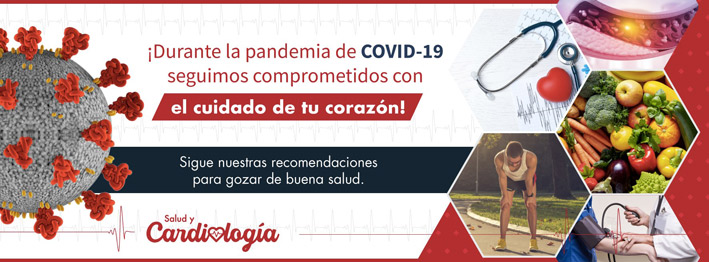 ¡Durante la pandemia de COVID-19
seguimos comprometidos con
el cuidado de tu corazón!
Sigue nuestras recomendaciones
para gozar de buena salud.
Salud y
Cardiología